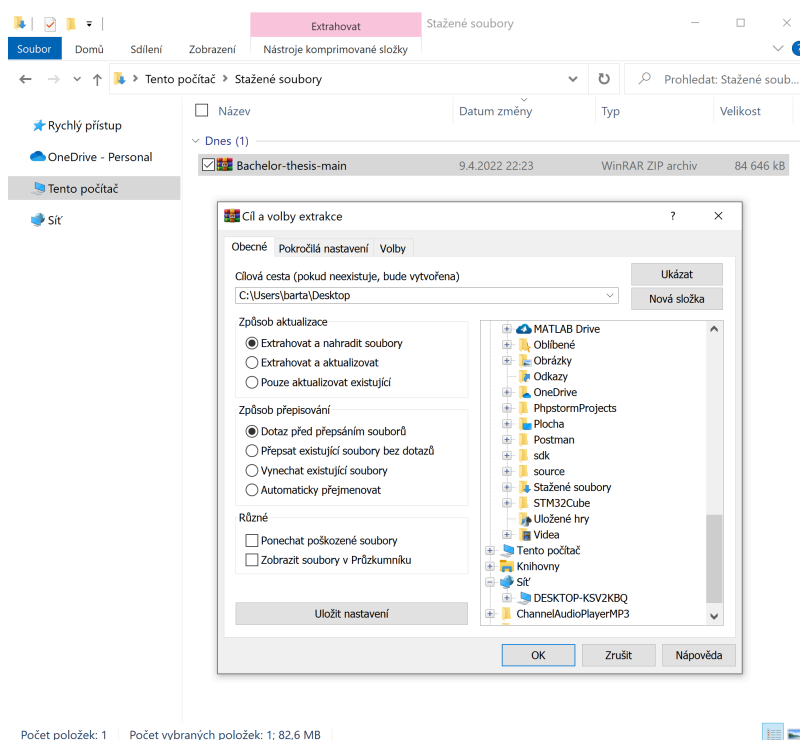 Extrahovat
Stažené soubory
Soubor
Domů
Sdílení
Zobrazení
Nástroje komprimované složky
Tento počítač
Stažené soubory
Prohledat: Stažené soub...
Název
Datum změny
Typ
Velikost
Rychlý přístup
OneDrive - Personal
Tento počítač
Síť
Dnes (1)
Bachelor-thesis-main
9.4.2022 22:23
WinRAR ZIP archiv
84 646 kB
Cíl a volby extrakce
?
Obecné
Pokročilá nastavení
Volby
Cílová cesta (pokud neexistuje, bude vytvořena)
C:\Users\barta\Desktop
Ukázat
Nová složka
Způsob aktualizace
Extrahovat a nahradit soubory
Extrahovat a aktualizovat
Pouze aktualizovat existující
Způsob přepisování
Dotaz před přepsáním souborů
Přepsat existující soubory bez dotazů
Vynechat existující soubory
Automaticky přejmenovat
Různé
Ponechat poškozené soubory
Zobrazit soubory v Průzkumníku
Uložit nastavení
MATLAB Drive
Oblíbené
Obrázky
Odkazy
OneDrive
PhpstormProjects
Plocha
Postman
sdk
source
Stažené soubory
STM32Cube
Uložené hry
Videa
Tento počítač
Knihovny
Síť
DESKTOP-KSV2KBQ
ChannelAudioPlayerMP3
OK
Zrušit
Nápověda
Počet položek: 1
Počet vybraných položek: 1; 82,6 MB